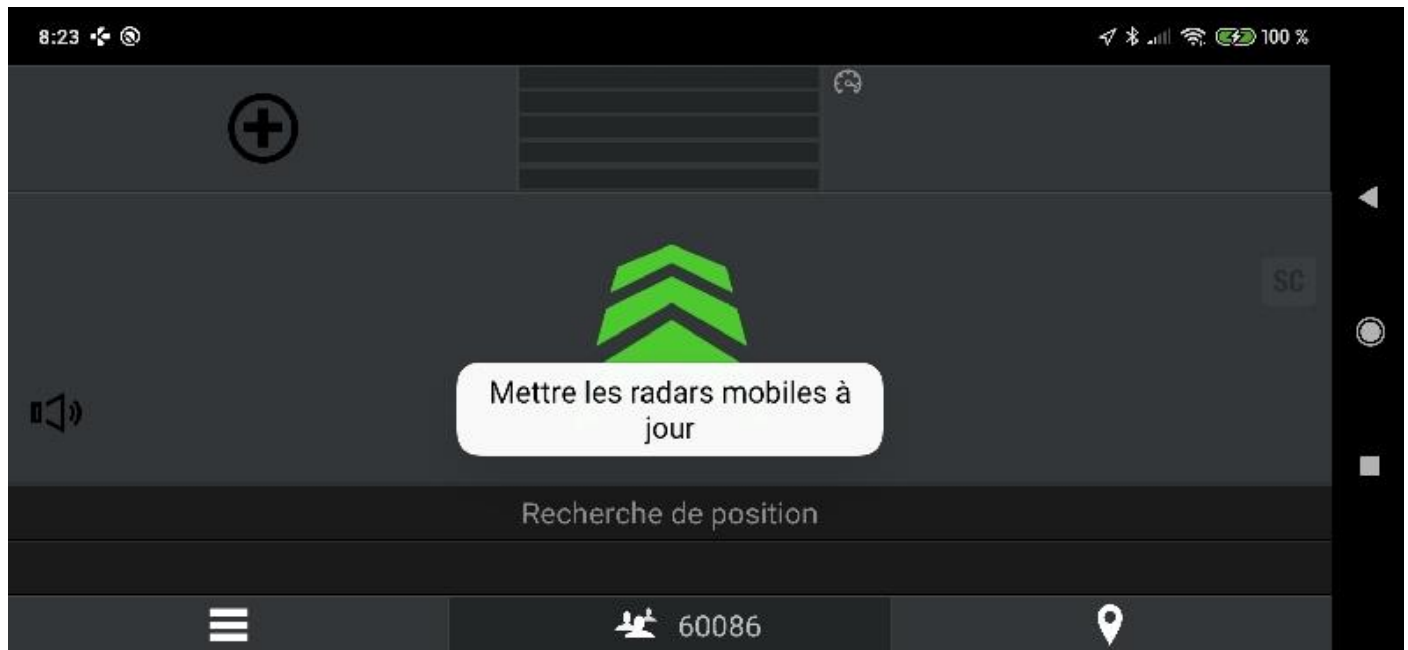 8:23
100 %
SC
Mettre les radars mobiles à
jour
Recherche de position
60086